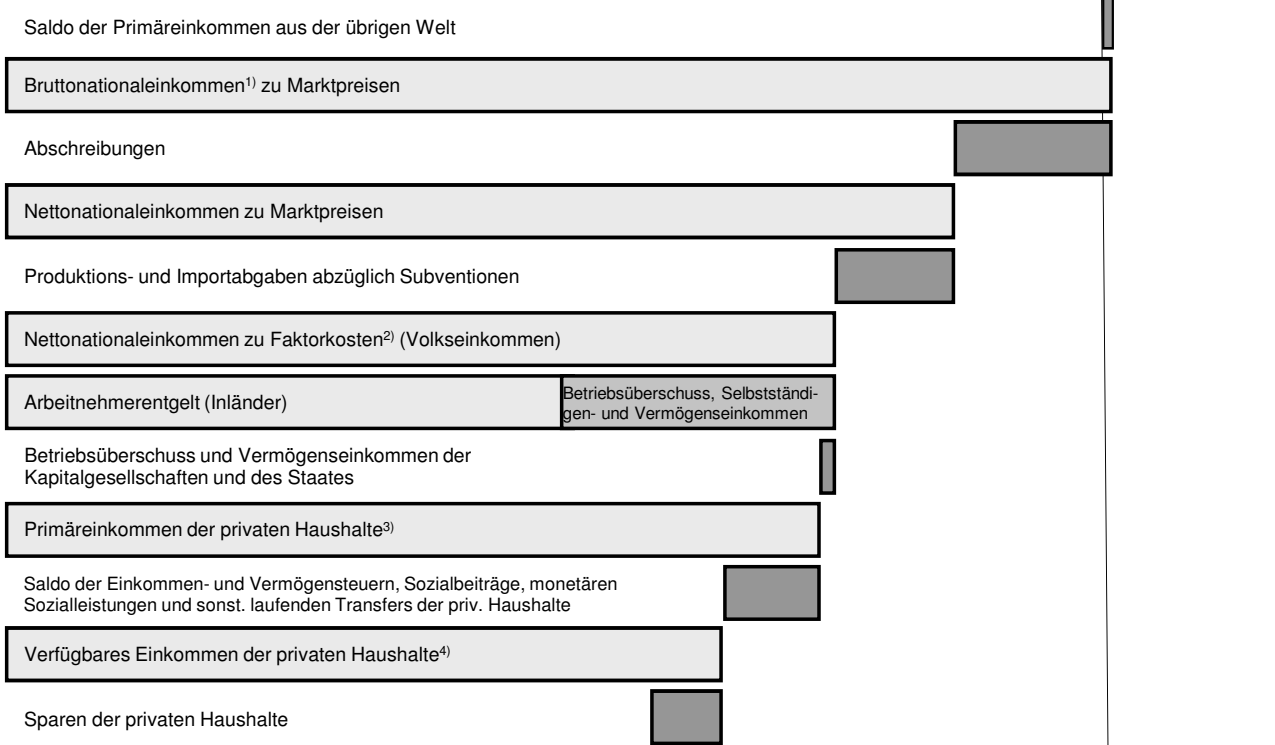 Saldo der Primäreinkommen aus der übrigen Welt
Bruttonationaleinkommen1) zu Marktpreisen
Abschreibungen
Nettonationaleinkommen zu Marktpreisen
Produktions- und Importabgaben abzüglich Subventionen
Nettonationaleinkommen zu Faktorkosten2) (Volkseinkommen)
Arbeitnehmerentgelt (Inländer)
Betriebsüberschuss, Selbstständi-
gen- und Vermögenseinkommen
Betriebsüberschuss und Vermögenseinkommen der
Kapitalgesellschaften und des Staates
Primäreinkommen der privaten Haushalte3)
Saldo der Einkommen- und Vermögensteuern, Sozialbeiträge, monetären
Sozialleistungen und sonst. laufenden Transfers der priv. Haushalte
Verfügbares Einkommen der privaten Haushalte4)
Sparen der privaten Haushalte